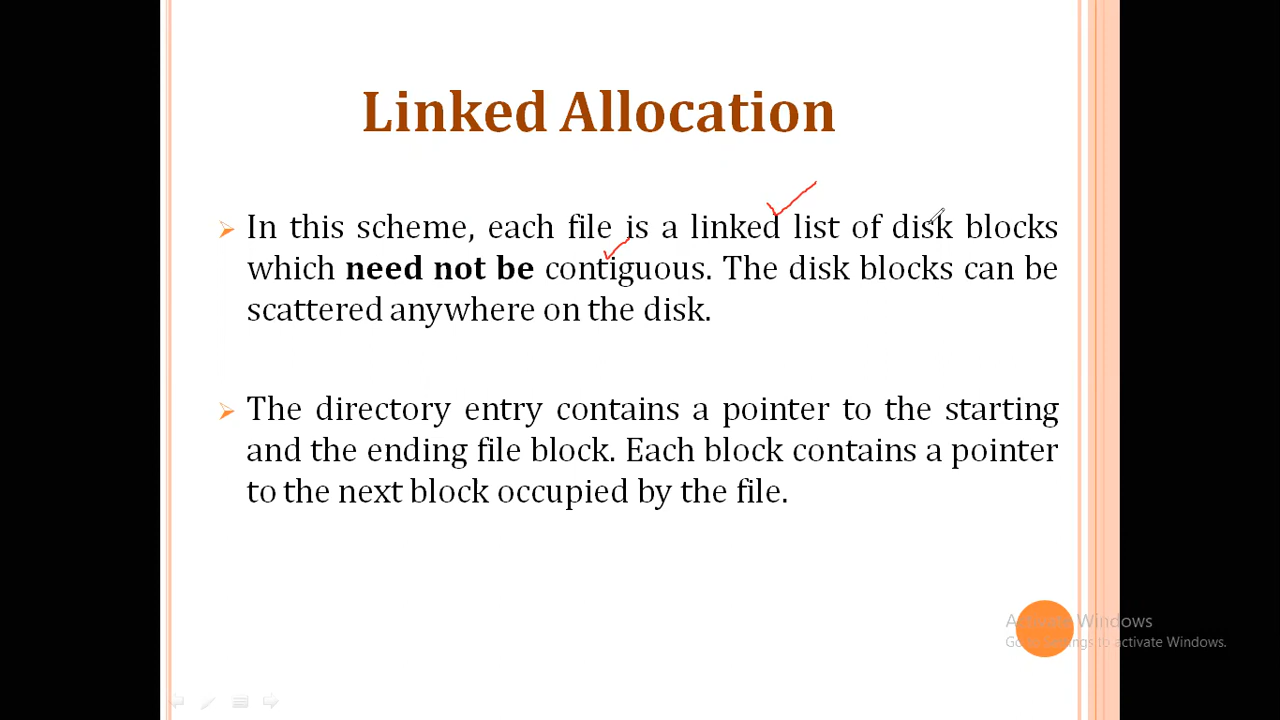 Linked Allocation
In this scheme, each file is a linked list of disk blocks
which need not be contiguous. The disk blocks can be
scattered anywhere on the disk.
The directory entry contains a pointer to the starting
and the ending file block. Each block contains a pointer
to the next block occupied by the file.
Activate Windows
Go to Settings to activate Windows.